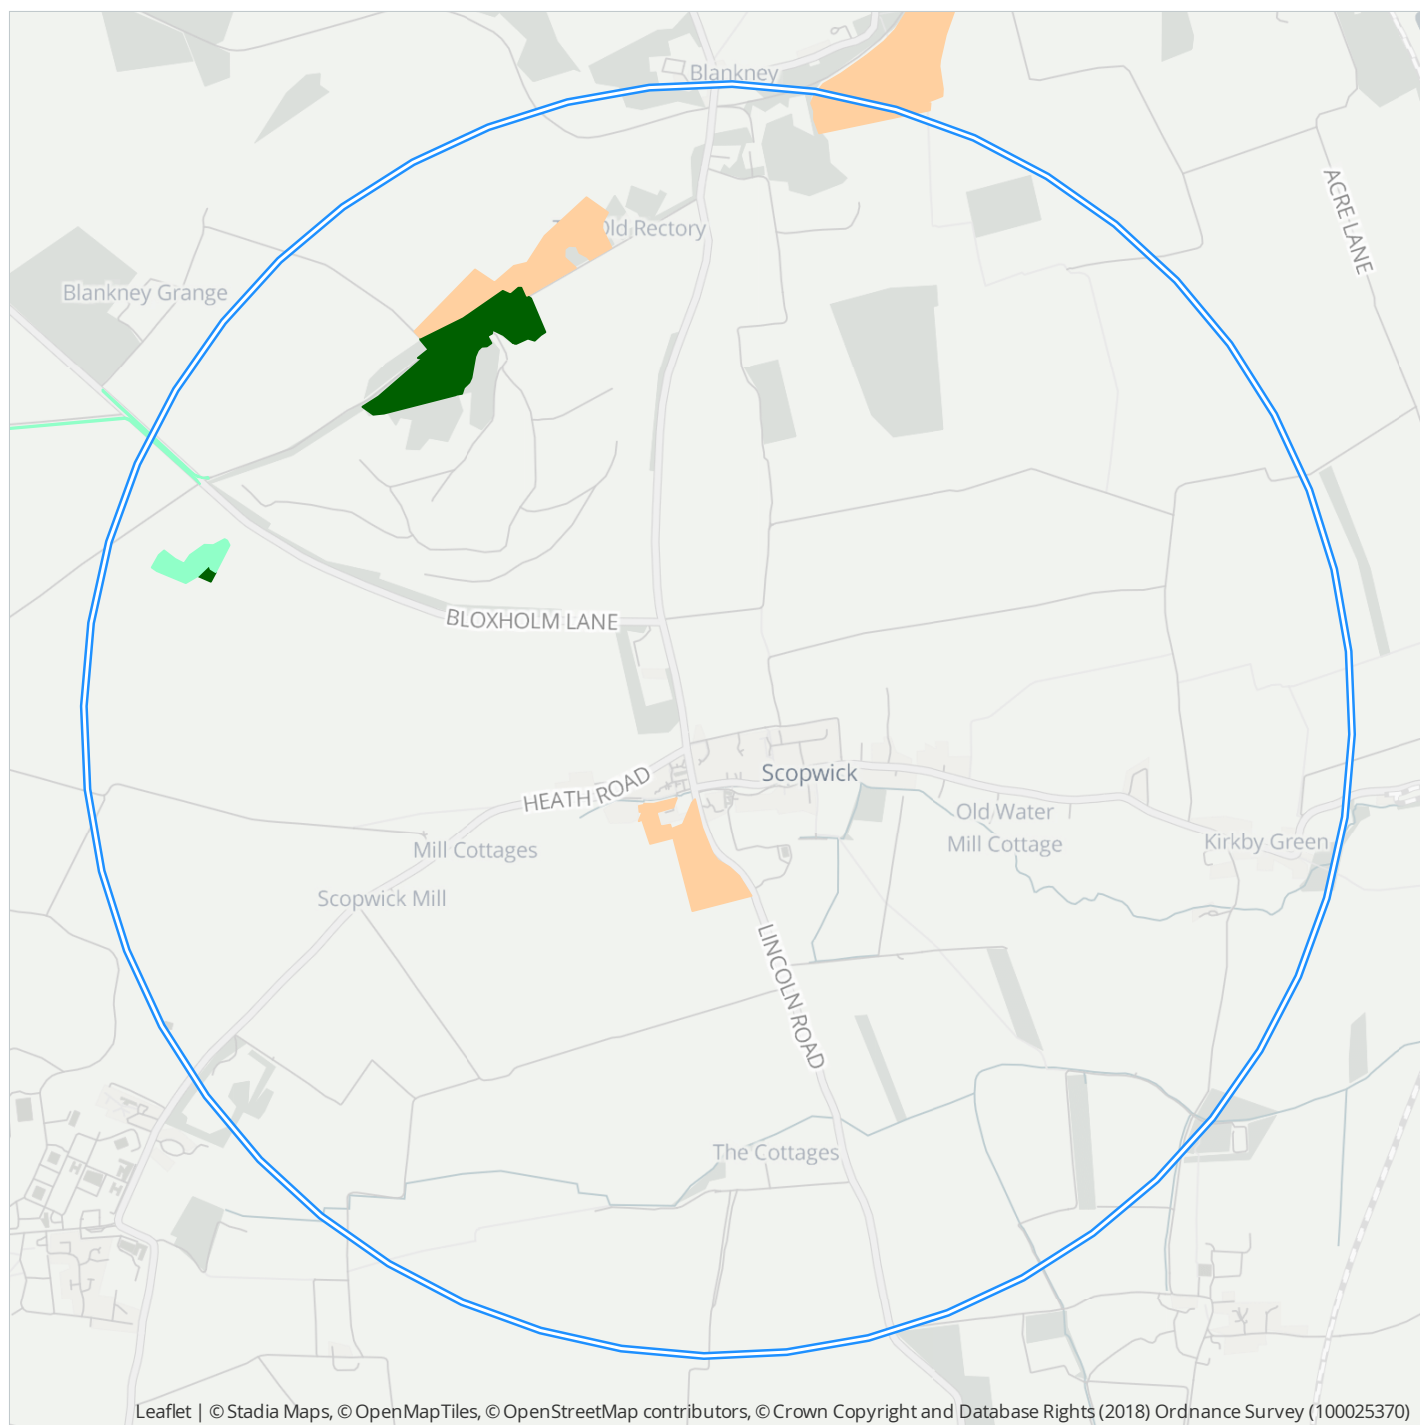 Blankney
ACRE LANE
Old Rectory
Blankney Grange
BLOXHOLM LANE
Scopwick
HEATH ROAD
Old Water
Mill Cottage
Kirkby Green
Mill Cottages
Scopwick Mill
LINCOLN ROAD
The Cottages
Leaflet | © Stadia Maps, © OpenMapTiles, © OpenStreetMap contributors, © Crown Copyright and Database Rights (2018) Ordnance Survey (100025370)